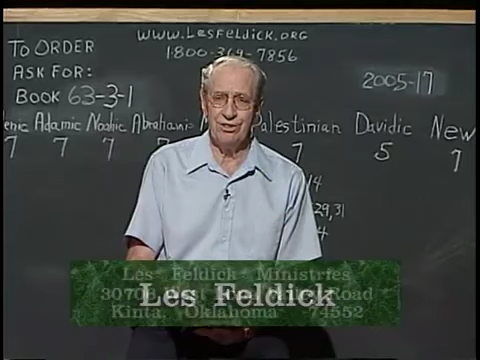 www.LesFeldick.org
1-800-369-7856
TO ORDER
ASK FOR:
BOOK 63-3-1
2005-17
Adamic Noahic Abrahamic Palestinian Davidic New
7 7 7 7 7 5
14
29,31
4
Les Feldick Ministries
Les Feldick
Road
Kinta, Oklahoma 74552